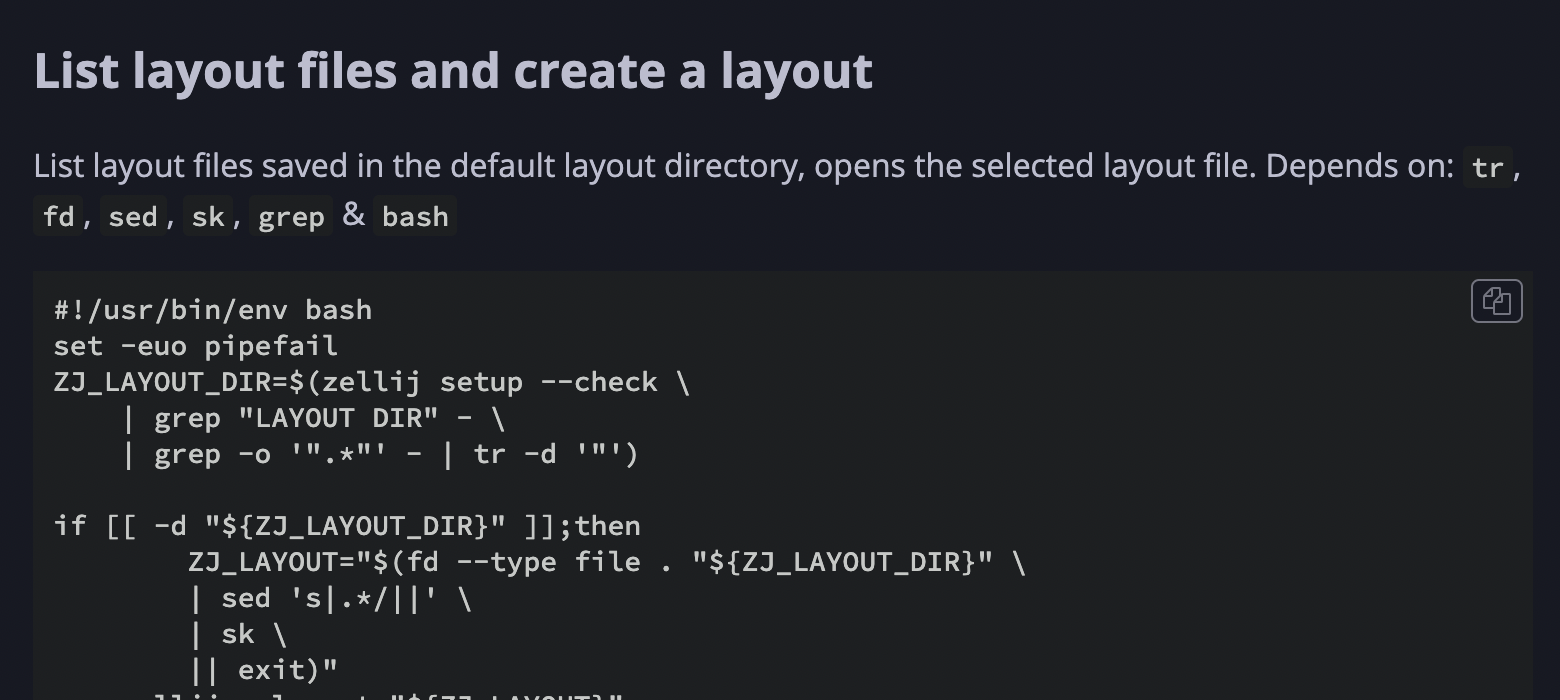 List layout files and create a layout
List layout files saved in the default layout directory, opens the selected layout file. Depends on: tr,
fd, sed, sk, grep & bash
#!/usr/bin/env bash
set -euo pipefail
ZJ_LAYOUT_DIR=$(zellij setup --check \
    | grep "LAYOUT DIR" - \
    | grep -o '".*"' - | tr -d '"')
if [[ -d "${ZJ_LAYOUT_DIR}" ]];then
        ZJ_LAYOUT="$(fd --type file . "${ZJ_LAYOUT_DIR}" \
        | sed 's|.*/||' \
        | sk \
        || exit)"